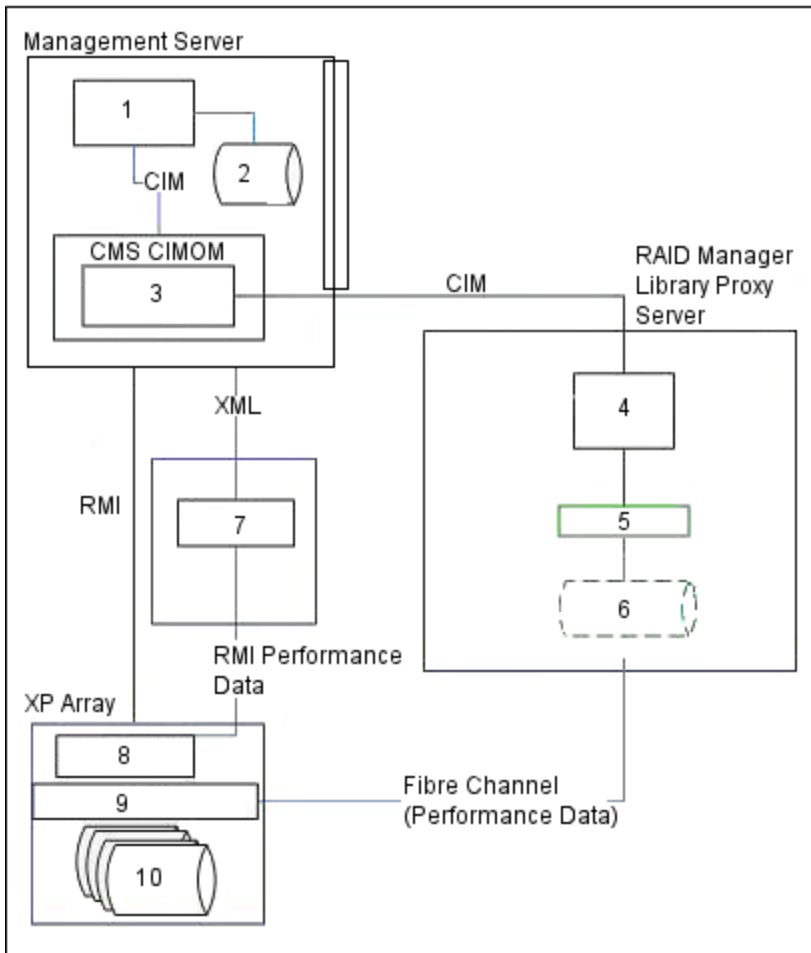 Management Server
1
2
CIM
CMS CIMOM
3
CIM
RAID Manager
Library Proxy
Server
4
XML
RMI
7
5
6
RMI Performance
Data
XP Array
8
9
Fibre Channel
(Performance Data)
10